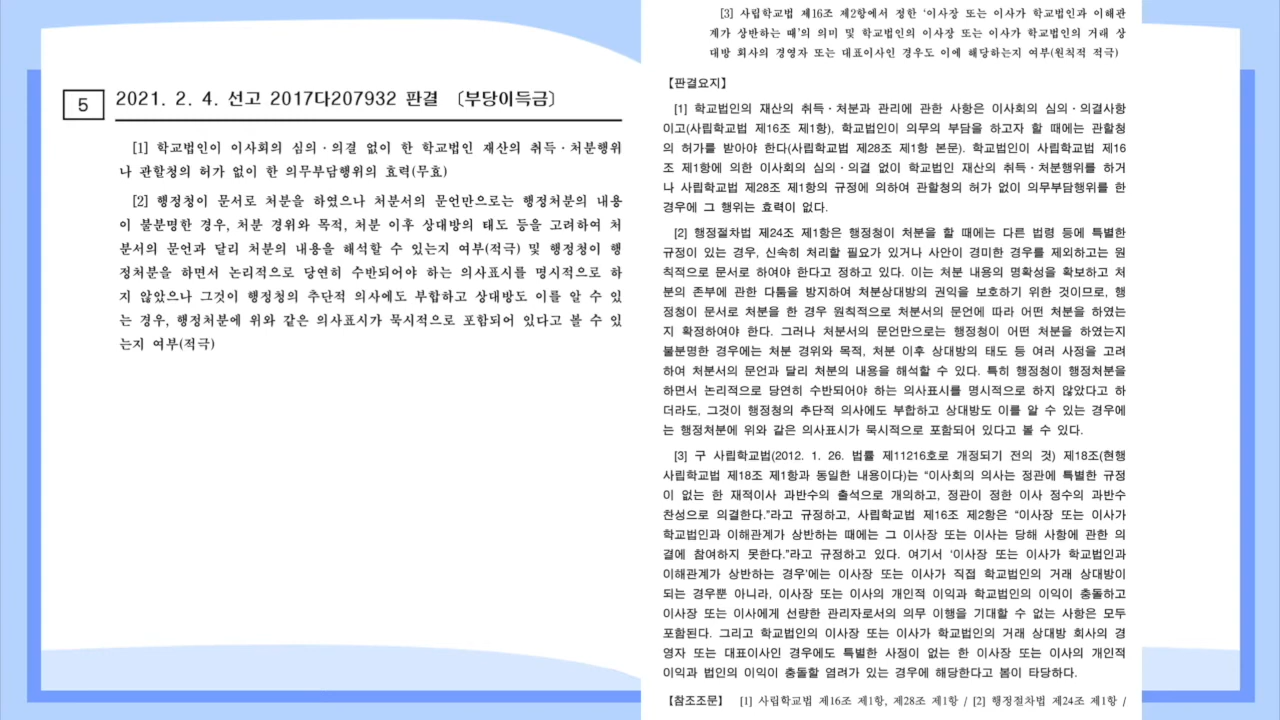 5
2021. 2. 4. 선고 2017다207932 판결 〔부당이득금〕
[1] 학교법인이 이사회의 심의·의결 없이 한 학교법인 재산의 취득·처분행위
나 관할청의 허가 없이 한 의무부담행위의 효력(무효)
[2] 행정청이 문서로 처분을 하였으나 처분서의 문언만으로는 행정처분의 내용
이 불분명한 경우, 처분 경위와 목적, 처분 이후 상대방의 태도 등을 고려하여 처
분서의 문언과 달리 처분의 내용을 해석할 수 있는지 여부(적극) 및 행정청이 행
정처분을 하면서 논리적으로 당연히 수반되어야 하는 의사표시를 명시적으로 하
지 않았으나 그것이 행정청의 추단적 의사에도 부합하고 상대방도 이를 알 수 있
는 경우, 행정처분에 위와 같은 의사표시가 묵시적으로 포함되어 있다고 볼 수 있
는지 여부(적극)
[3] 사립학교법 제16조 제2항에서 정한 ‘이사장 또는 이사가 학교법인과 이해관
계가 상반하는 때’의 의미 및 학교법인의 이사장 또는 이사가 학교법인의 거래 상
대방 회사의 경영자 또는 대표이사인 경우도 이에 해당하는지 여부(원칙적 적극)
【판결요지】
[1] 학교법인의 재산의 취득·처분과 관리에 관한 사항은 이사회의 심의·의결사항
이고(사립학교법 제16조 제1항), 학교법인이 의무의 부담을 하고자 할 때에는 관할청
의 허가를 받아야 한다(사립학교법 제28조 제1항 본문). 학교법인이 사립학교법 제16
조 제1항에 의한 이사회의 심의·의결 없이 학교법인 재산의 취득·처분행위를 하거
나 사립학교법 제28조 제1항의 규정에 의하여 관할청의 허가 없이 의무부담행위를 한
경우에 그 행위는 효력이 없다.
[2] 행정절차법 제24조 제1항은 행정청이 처분을 할 때에는 다른 법령 등에 특별한
규정이 있는 경우, 신속히 처리할 필요가 있거나 사안이 경미한 경우를 제외하고는 원
칙적으로 문서로 하여야 한다고 정하고 있다. 이는 처분 내용의 명확성을 확보하고 처
분의 존부에 관한 다툼을 방지하여 처분상대방의 권익을 보호하기 위한 것이므로, 행
정청이 문서로 처분을 한 경우 원칙적으로 처분서의 문언에 따라 어떤 처분을 하였는
지 확정하여야 한다. 그러나 처분서의 문언만으로는 행정청이 어떤 처분을 하였는지
불분명한 경우에는 처분 경위와 목적, 처분 이후 상대방의 태도 등 여러 사정을 고려
하여 처분서의 문언과 달리 처분의 내용을 해석할 수 있다. 특히 행정청이 행정처분을
하면서 논리적으로 당연히 수반되어야 하는 의사표시를 명시적으로 하지 않았다고 하
더라도, 그것이 행정청의 추단적 의사에도 부합하고 상대방도 이를 알 수 있는 경우에
는 행정처분에 위와 같은 의사표시가 묵시적으로 포함되어 있다고 볼 수 있다.
[3] 구 사립학교법(2012. 1. 26. 법률 제11216호로 개정되기 전의 것) 제18조(현행
사립학교법 제18조 제1항과 동일한 내용이다)는 “이사회의 의사는 정관에 특별한 규정
이 없는 한 재적이사 과반수의 출석으로 개의하고, 정관이 정한 이사 정수의 과반수
찬성으로 의결한다.”라고 규정하고, 사립학교법 제16조 제2항은 “이사장 또는 이사가
학교법인과 이해관계가 상반하는 때에는 그 이사장 또는 이사는 당해 사항에 관한 의
결에 참여하지 못한다.”라고 규정하고 있다. 여기서 ‘이사장 또는 이사가 학교법인과
이해관계가 상반하는 경우’에는 이사장 또는 이사가 직접 학교법인의 거래 상대방이
되는 경우뿐 아니라, 이사장 또는 이사의 개인적 이익과 학교법인의 이익이 충돌하고
이사장 또는 이사에게 선량한 관리자로서의 의무 이행을 기대할 수 없는 사항은 모두
포함된다. 그리고 학교법인의 이사장 또는 이사가 학교법인의 거래 상대방 회사의 경
영자 또는 대표이사인 경우에도 특별한 사정이 없는 한 이사장 또는 이사의 개인적
이익과 법인의 이익이 충돌할 염려가 있는 경우에 해당한다고 봄이 타당하다.
【참조조문】 [1] 사립학교법 제16조 제1항, 제28조 제1항 / [2] 행정절차법 제24조 제1항 /